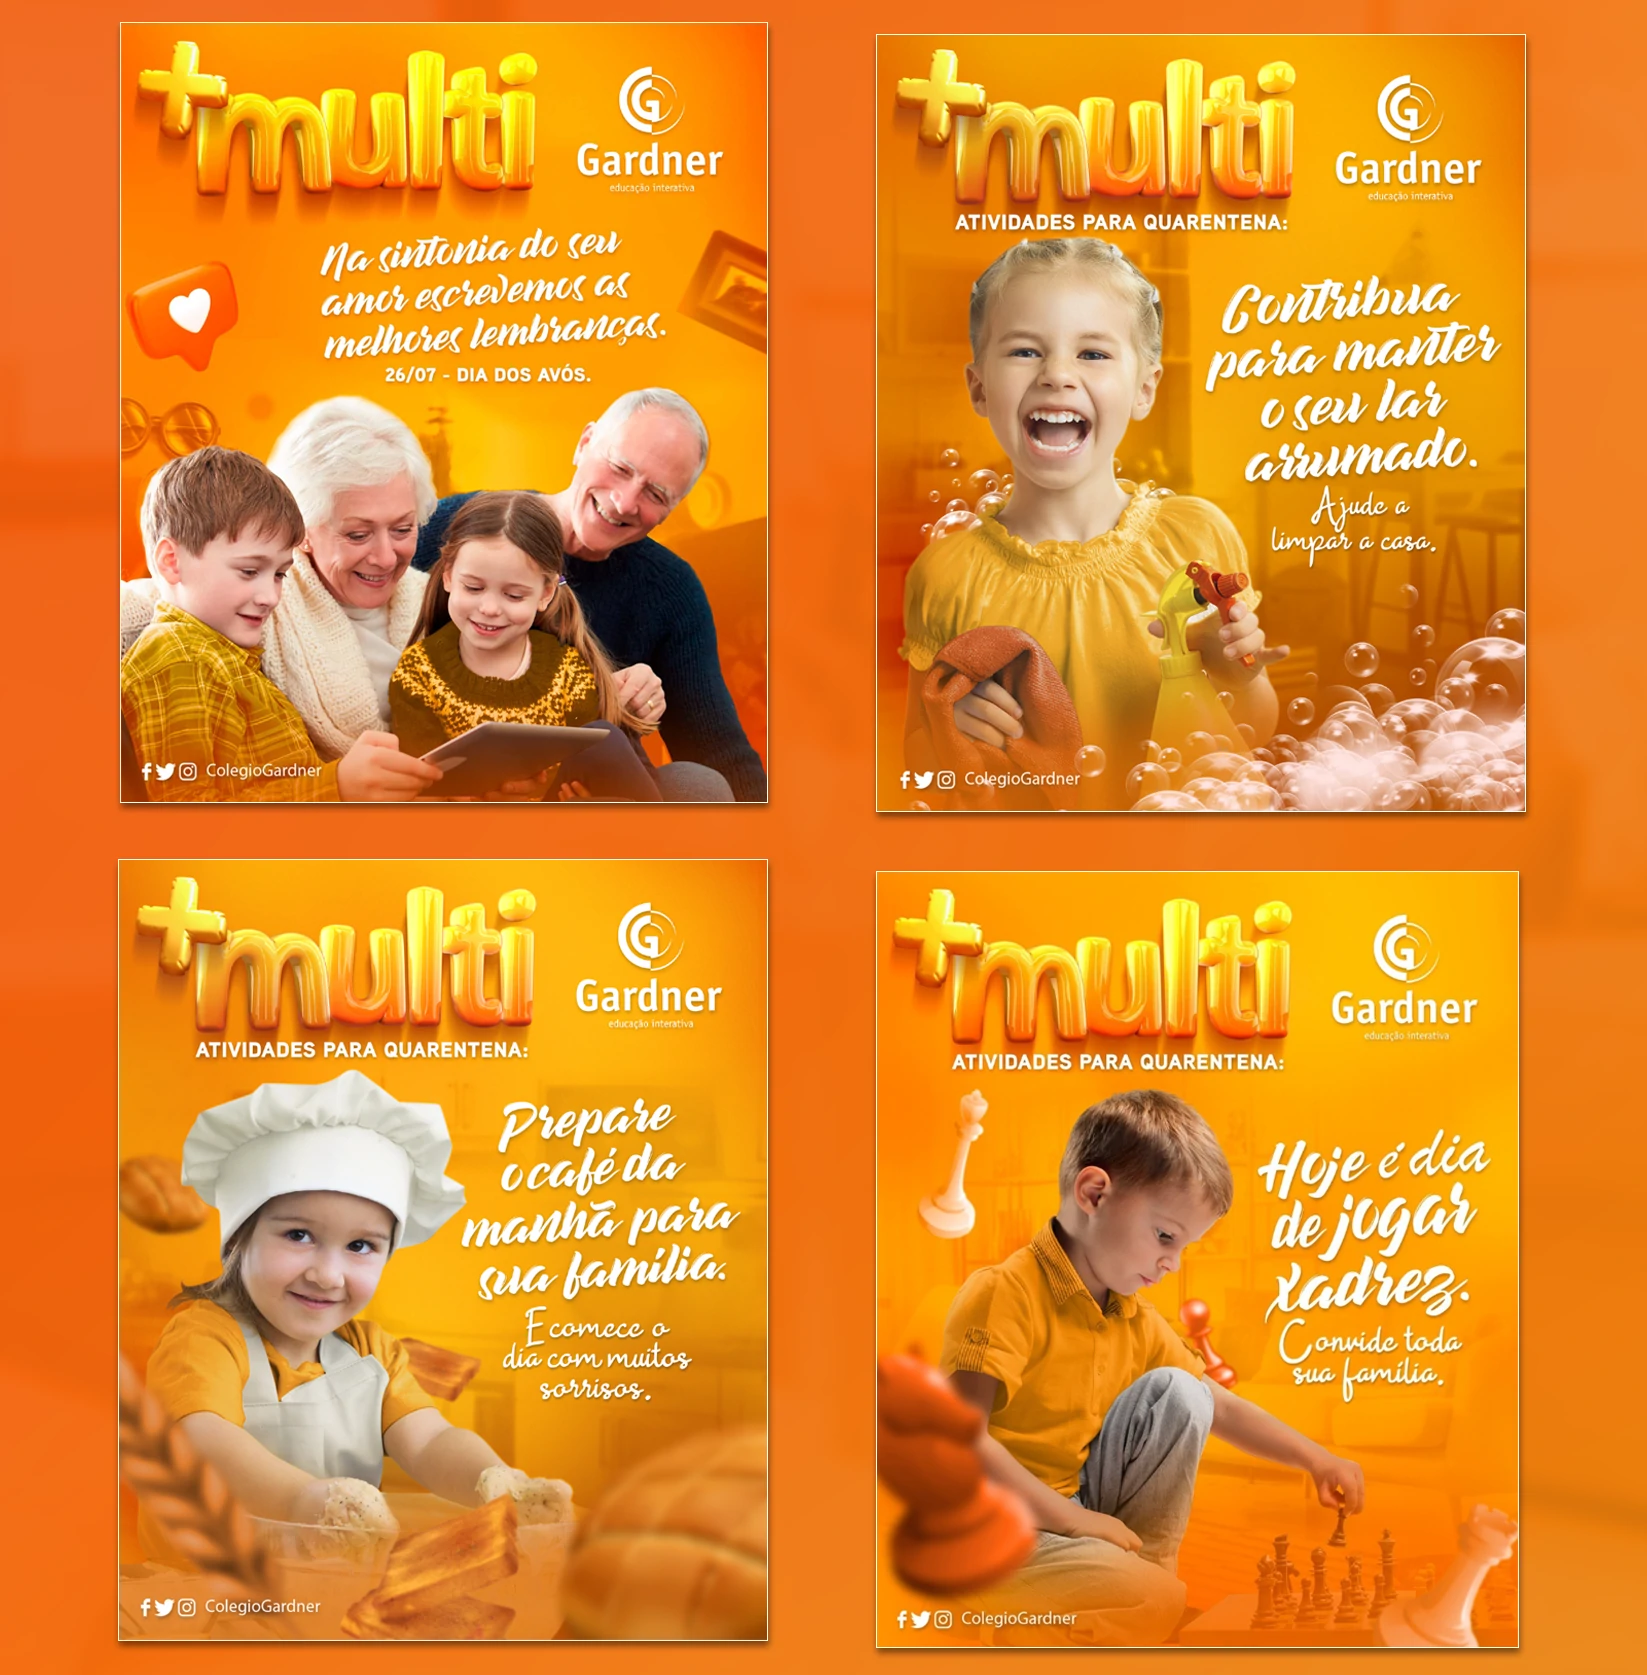 +multi
Gardner
educação interativa
Na sintonia do seu
amor escrevemos as
melhores lembranças.
26/07 - DIA DOS AVÓS.
ColegioGardner
+multi
Gardner
educação interativa
ATIVIDADES PARA QUARENTENA:
Contribua
para manter
o seu lar
arrumado.
Ajude a
limpar a casa.
ColegioGardner
+multi
Gardner
educação interativa
ATIVIDADES PARA QUARENTENA:
Prepare
o café da
manhã para
sua família.
E comece o
dia com muitos
sorrisos.
ColegioGardner
+multi
Gardner
educação interativa
ATIVIDADES PARA QUARENTENA:
Hoje é dia
de jogar
xadrez.
Convide toda
sua família.
ColegioGardner